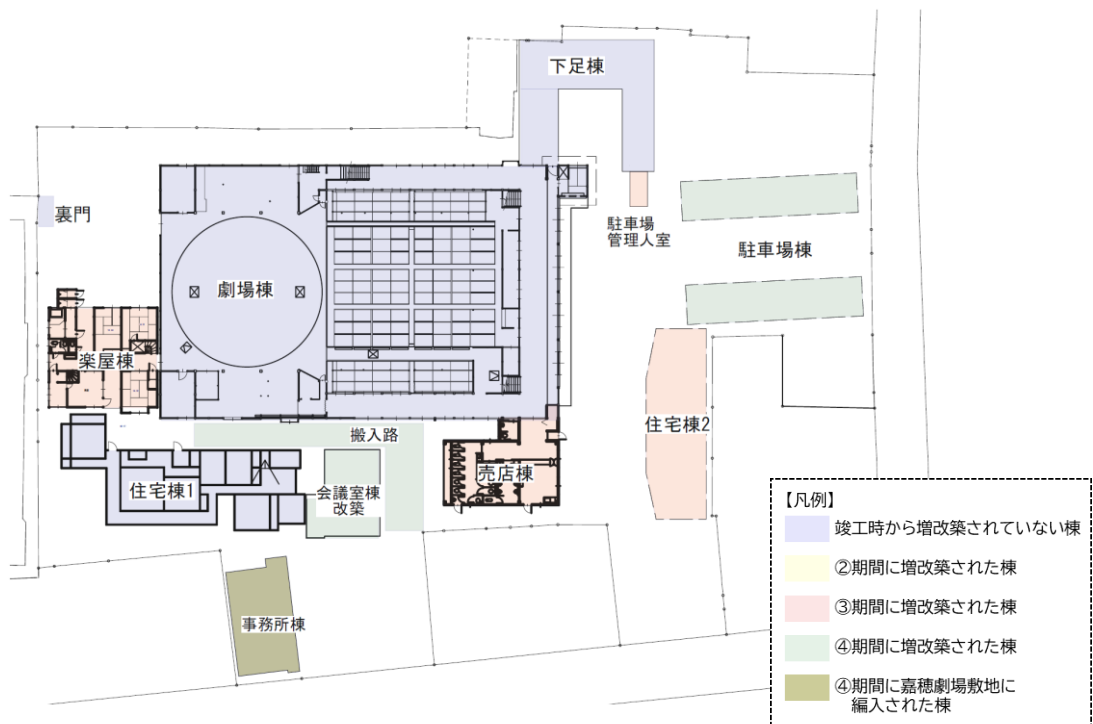 下足棟
裏門
駐車場
管理人室
駐車場棟
劇場棟
楽屋棟
搬入路
住宅棟2
売店棟
住宅棟1
会議室棟
改築
事務所棟
【凡例】
竣工時から増改築されていない棟
②期間に増改築された棟
③期間に増改築された棟
④期間に増改築された棟
④期間に嘉穂劇場敷地に
編入された棟